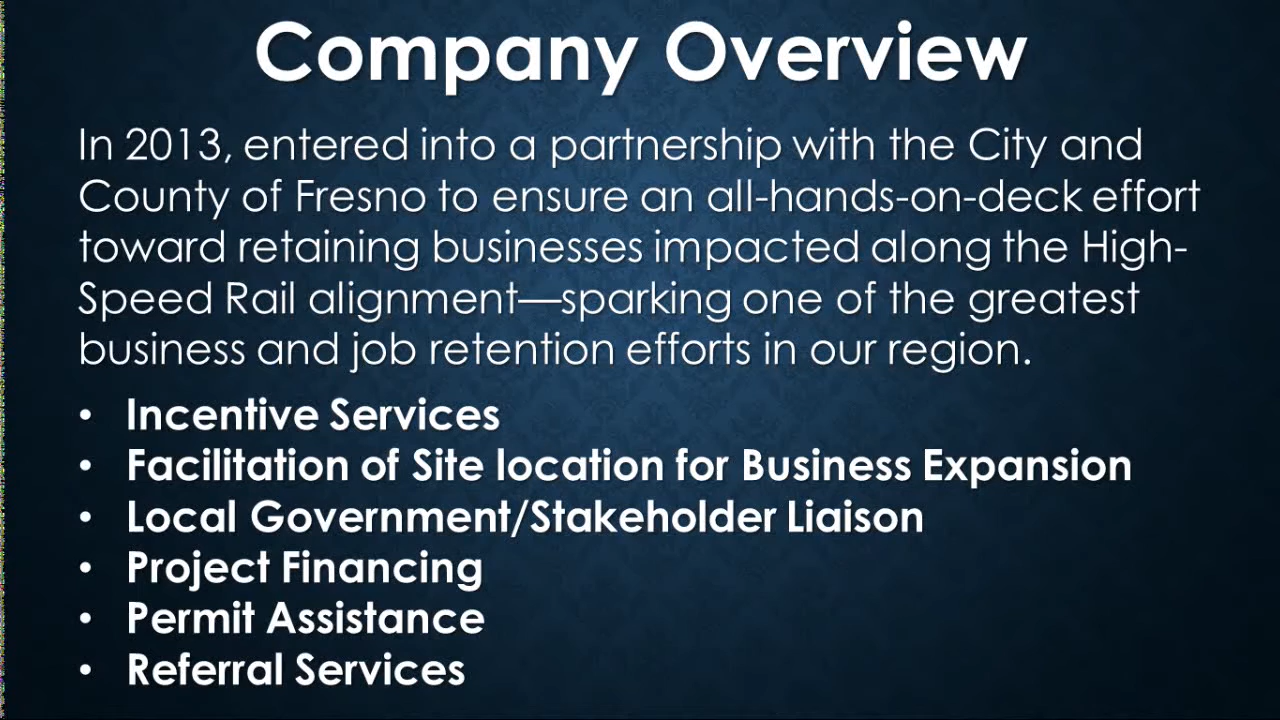 Company Overview
In 2013, entered into a partnership with the City and
County of Fresno to ensure an all-hands-on-deck effort
toward retaining businesses impacted along the High-
Speed Rail alignment—sparking one of the greatest
business and job retention efforts in our region.
• Incentive Services
• Facilitation of Site location for Business Expansion
• Local Government/Stakeholder Liaison
• Project Financing
• Permit Assistance
• Referral Services